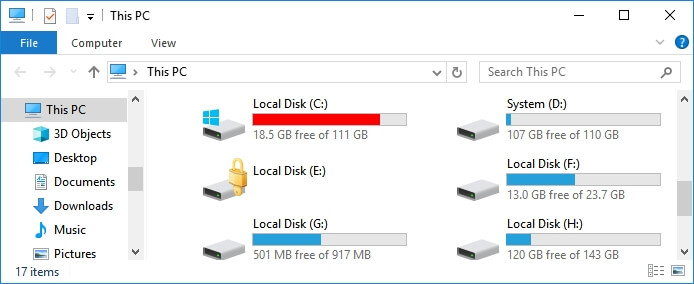 This PC
File
Computer
View
This PC
Search This PC
This PC
3D Objects
Desktop
Documents
Downloads
Music
Pictures
Local Disk (C:)
18.5 GB free of 111 GB
System (D:)
107 GB free of 110 GB
Local Disk (E:)
Local Disk (F:)
13.0 GB free of 23.7 GB
Local Disk (G:)
501 MB free of 917 MB
Local Disk (H:)
120 GB free of 143 GB
17 items